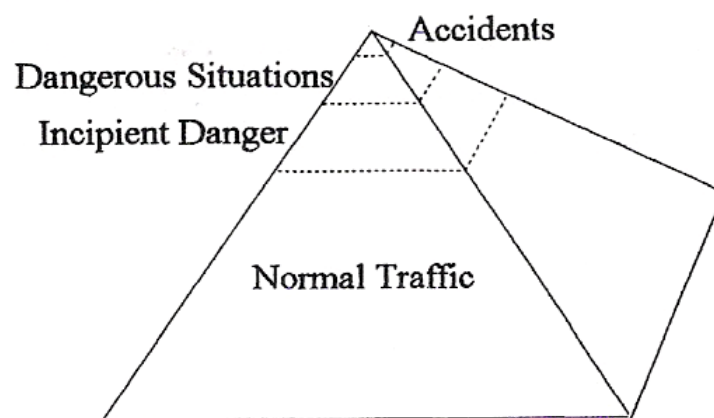 Accidents
Dangerous Situations
Incipient Danger
Normal Traffic